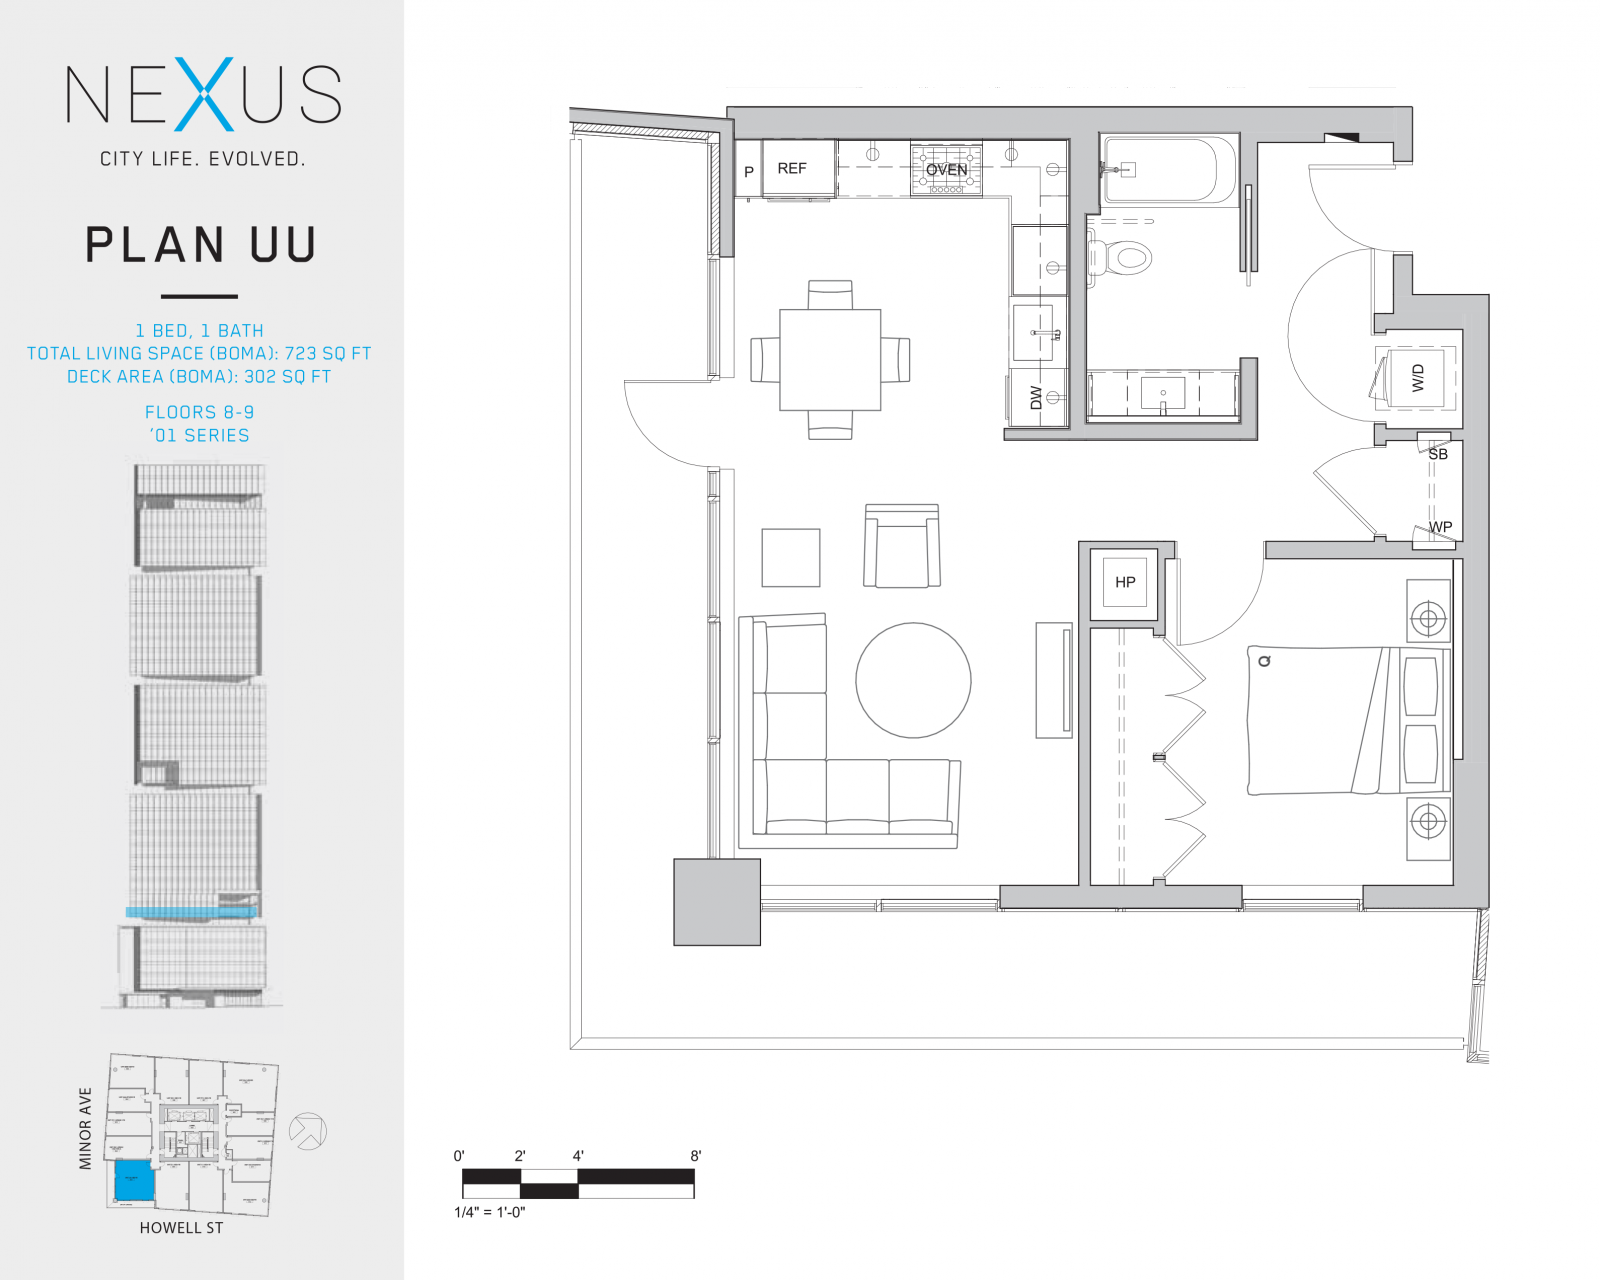 NEXUS
CITY LIFE. EVOLVED.
PLAN UU
1 BED, 1 BATH
TOTAL LIVING SPACE (BOMA): 723 SQ FT
DECK AREA (BOMA): 302 SQ FT
FLOORS 8-9
'01 SERIES
MINOR AVE
HOWELL ST
P
REF
OVEN
DW
W/D
SB
WP
HP
Q
0' 2' 4' 8'
1/4" = 1'-0"